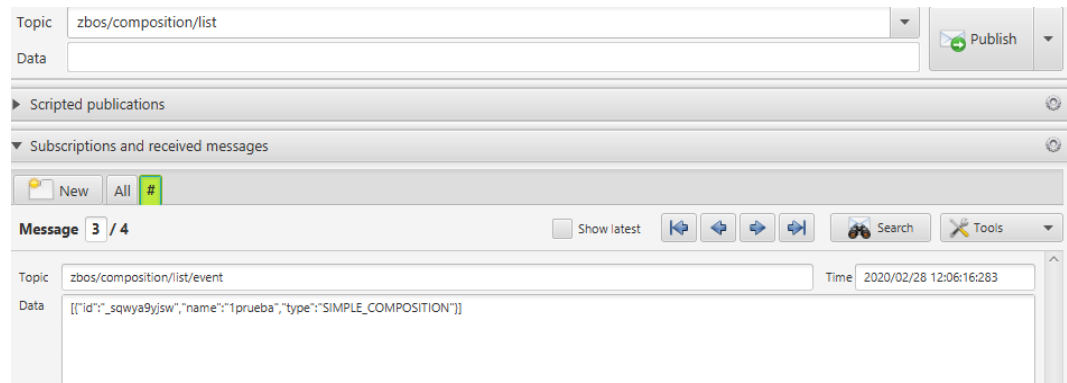 Topic zbos/composition/list
Publish
Data
Scripted publications
Subscriptions and received messages
New All #
Message 3 / 4 Show latest Search Tools
Topic zbos/composition/list/event Time 2020/02/28 12:06:16:283
Data [{"id":"_sqwya9yjsw","name":"1prueba","type":"SIMPLE_COMPOSITION"}]